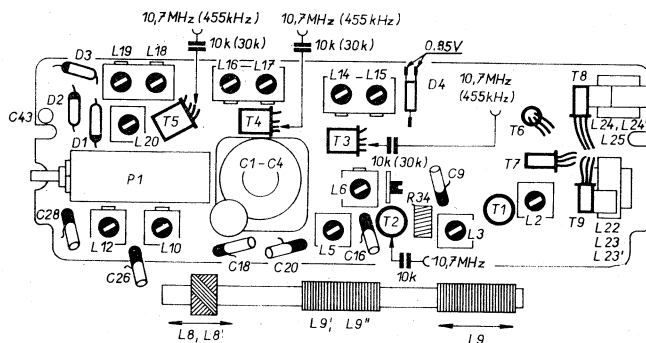 10,7MHz (455kHz)
10,7MHz (455kHz)
10k (30k)
10k (30k)
0,85V
D3
L19
L18
L16
L17
L14
L15
D4
10,7MHz
(455kHz)
T8
D2
C43
T5
T4
T6
L24, L24'
L25
D1
L20
T3
T7
P1
C1-C4
10k (30k)
C9
L6
R34
T9
C28
T2
T1
L2
L12
L10
L5
L3
L22
L23
L23'
C26
C18
C20
C16
10k
10,7MHz
L8, L8'
L9', L9"
L9